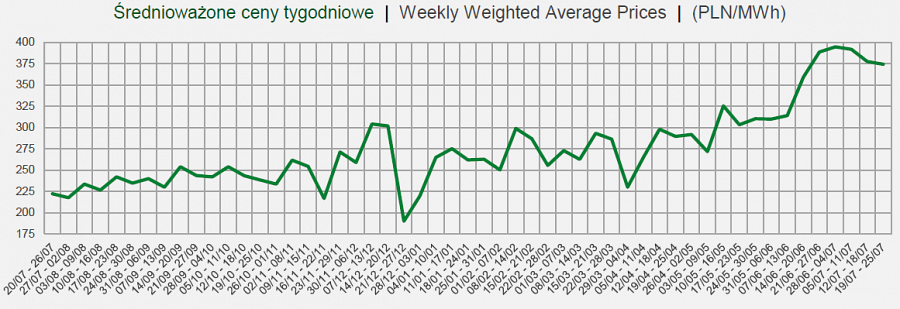 Średnioważone ceny tygodniowe | Weekly Weighted Average Prices | (PLN/MWh)
400
375
350
325
300
275
250
225
200
175
20/07 - 26/07
27/07 - 02/08
03/08 - 09/08
10/08 - 16/08
17/08 - 23/08
24/08 - 30/08
31/08 - 06/09
07/09 - 13/09
14/09 - 20/09
21/09 - 27/09
28/09 - 04/10
05/10 - 11/10
12/10 - 18/10
19/10 - 25/10
26/10 - 01/11
02/11 - 08/11
09/11 - 15/11
16/11 - 22/11
23/11 - 29/11
30/11 - 06/12
07/12 - 13/12
14/12 - 20/12
21/12 - 27/12
28/12 - 03/01
04/01 - 10/01
11/01 - 17/01
18/01 - 24/01
25/01 - 31/01
01/02 - 07/02
08/02 - 14/02
15/02 - 21/02
22/02 - 28/02
01/03 - 07/03
08/03 - 14/03
15/03 - 21/03
22/03 - 28/03
29/03 - 04/04
05/04 - 11/04
12/04 - 18/04
19/04 - 25/04
26/04 - 02/05
03/05 - 09/05
10/05 - 16/05
17/05 - 23/05
24/05 - 30/05
31/05 - 06/06
07/06 - 13/06
14/06 - 20/06
21/06 - 27/06
28/06 - 04/07
05/07 - 11/07
12/07 - 18/07
19/07 - 25/07